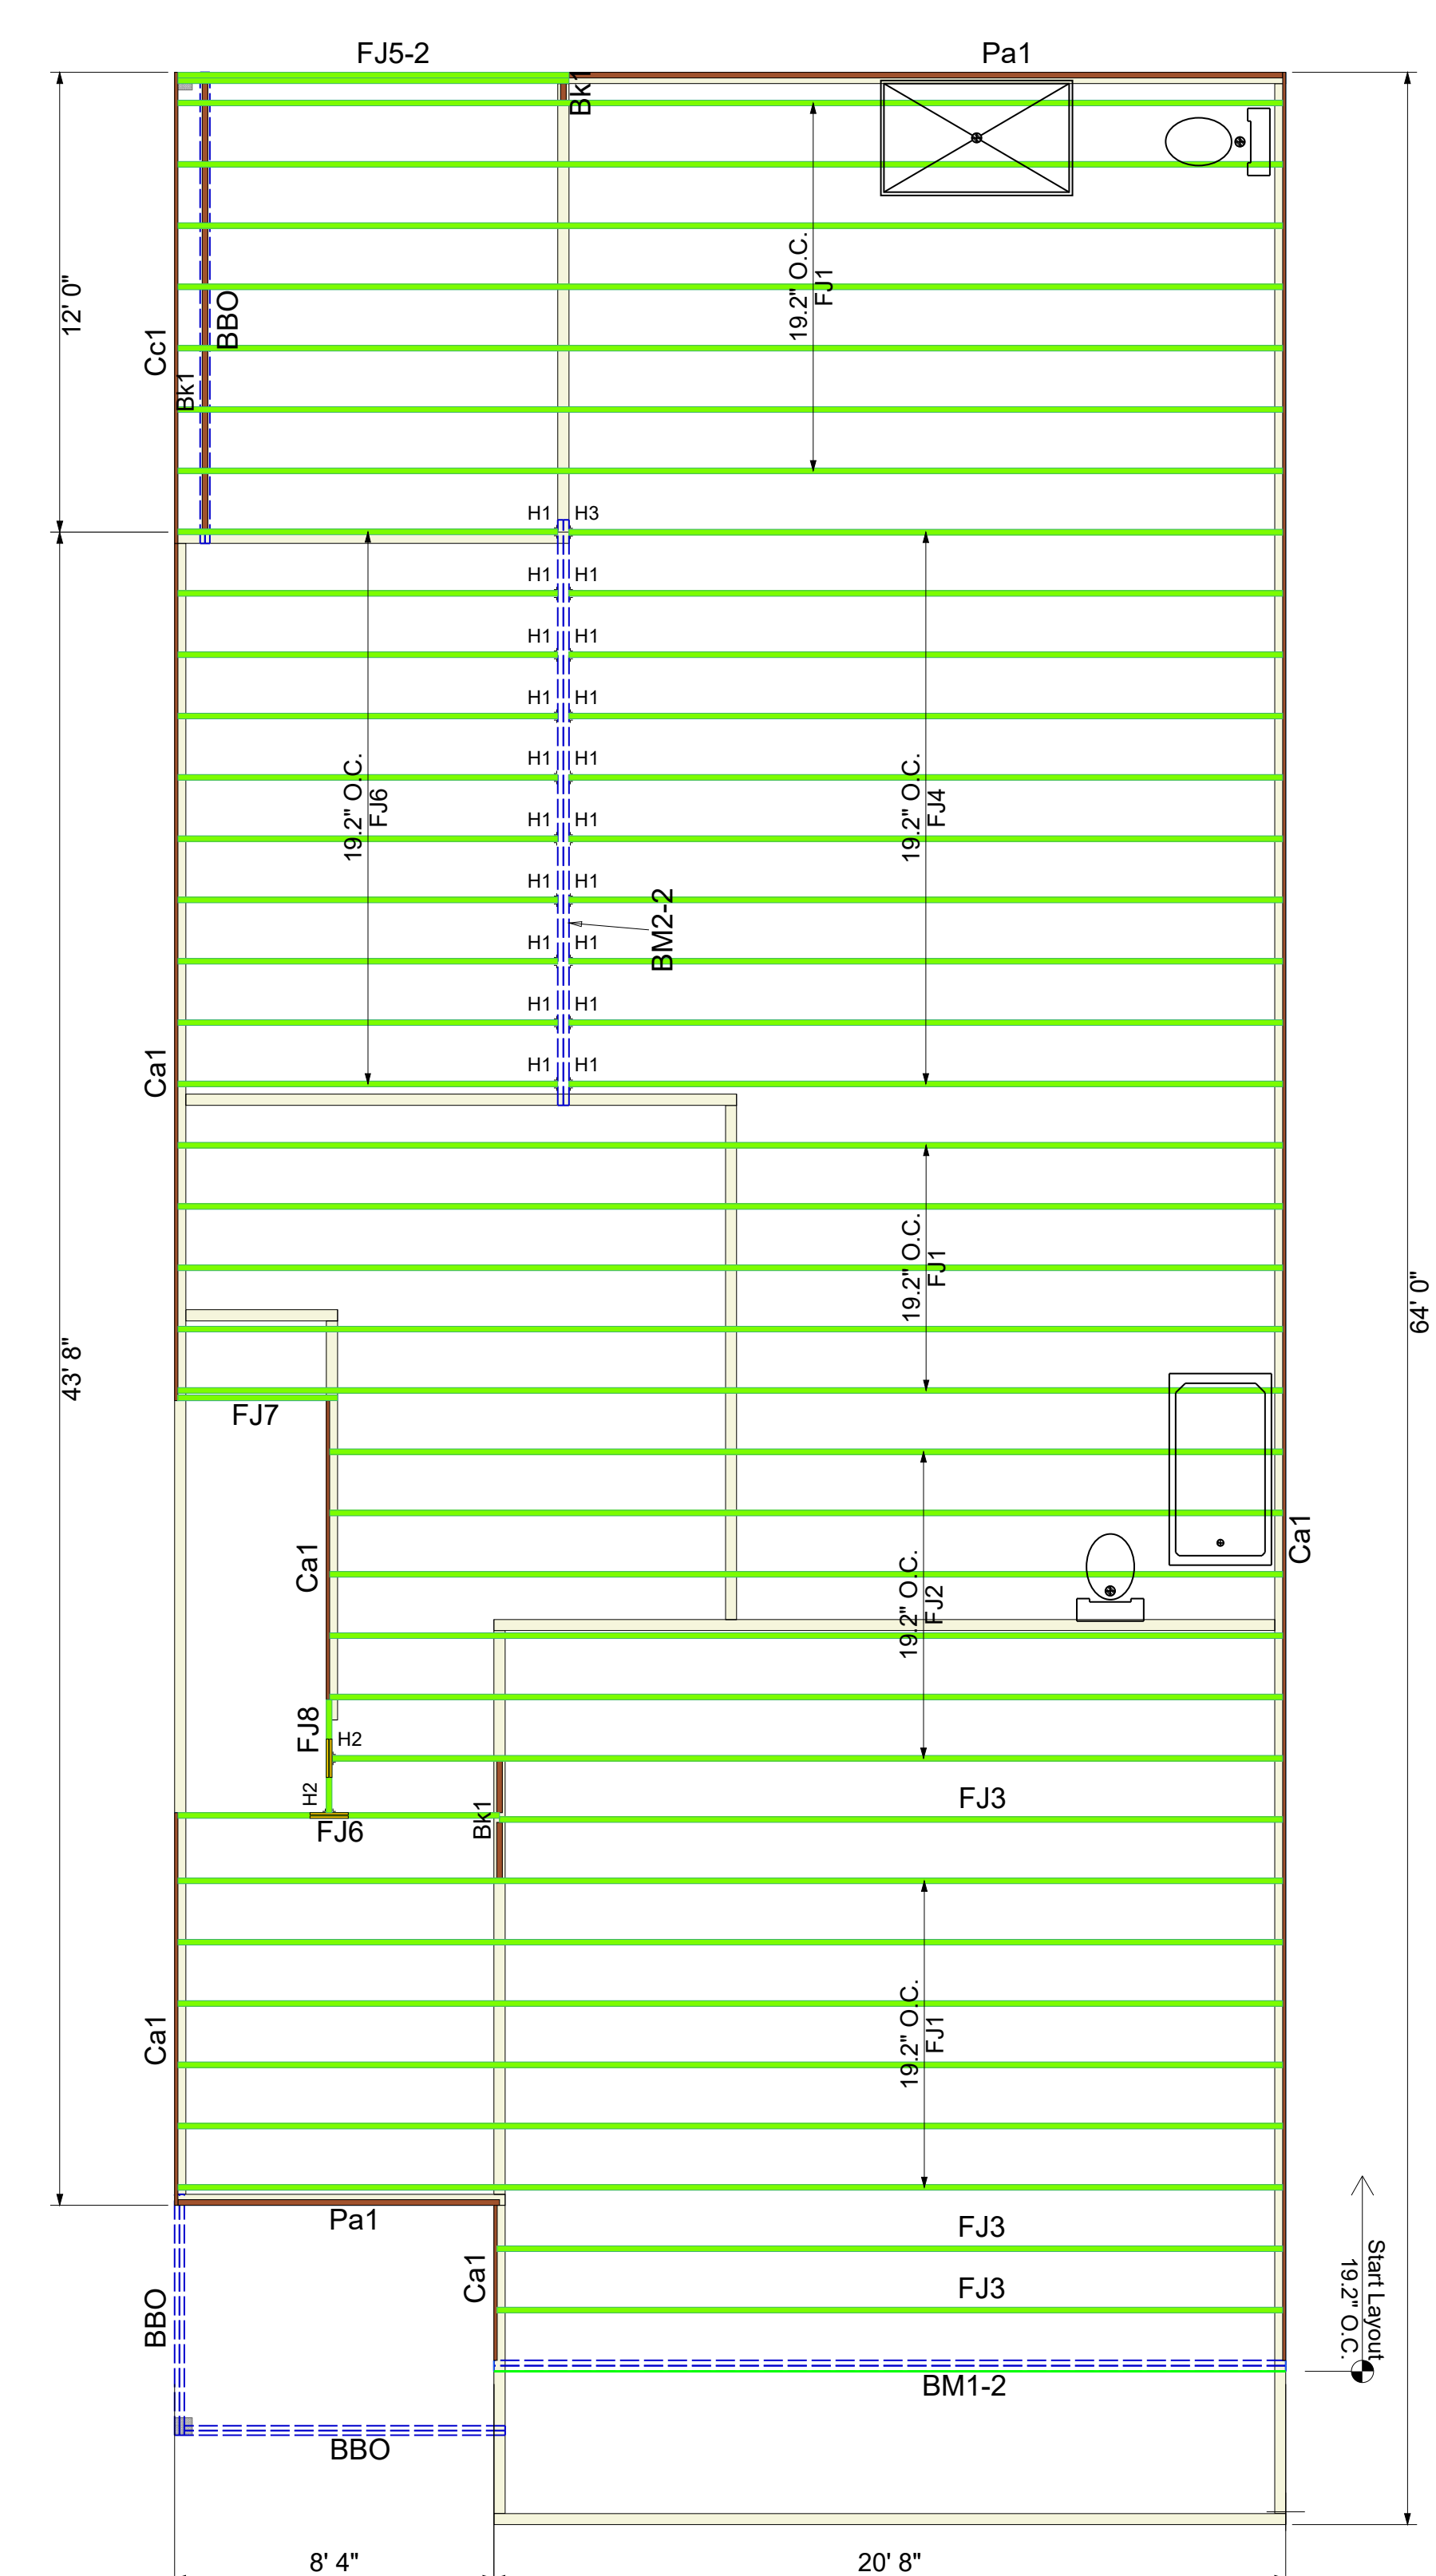 FJ5-2
Pa1
Bk1
12' 0"
Cc1
BBO
Bk1
19.2" O.C.
FJ1
H1
H3
H1
H1
H1
H1
H1
H1
H1
H1
19.2" O.C.
FJ6
19.2" O.C.
FJ4
H1
H1
H1
H1
H1
H1
BM2-2
H1
H1
H1
H1
Ca1
H1
H1
19.2" O.C.
FJ1
64' 0"
43' 8"
FJ7
Ca1
Ca1
19.2" O.C.
FJ2
FJ8
H2
H2
FJ3
Bk1
FJ6
19.2" O.C.
FJ1
Ca1
Pa1
FJ3
Ca1
FJ3
BBO
Start Layout
19.2" O.C.
BM1-2
BBO
8' 4"
20' 8"